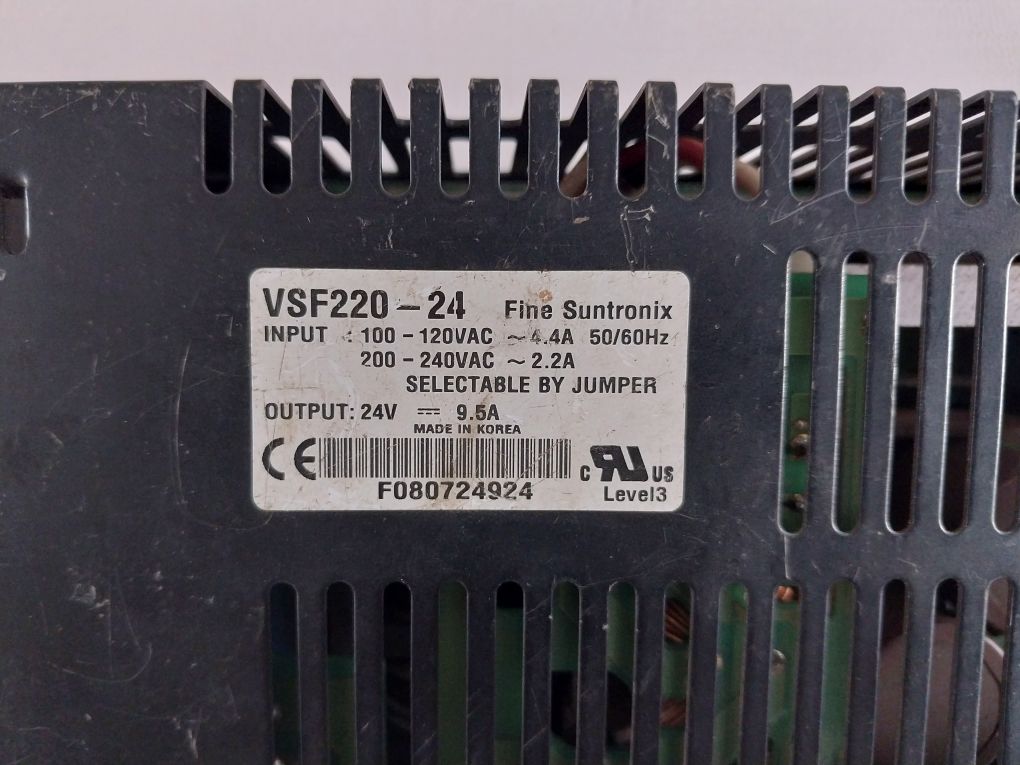 VSF220-24 Fine Suntronix
INPUT : 100-120VAC ~ 4.4A 50/60Hz
200-240VAC ~ 2.2A
SELECTABLE BY JUMPER
OUTPUT: 24V ⎓ 9.5A
MADE IN KOREA
CE
F080724924
c RU US
Level3